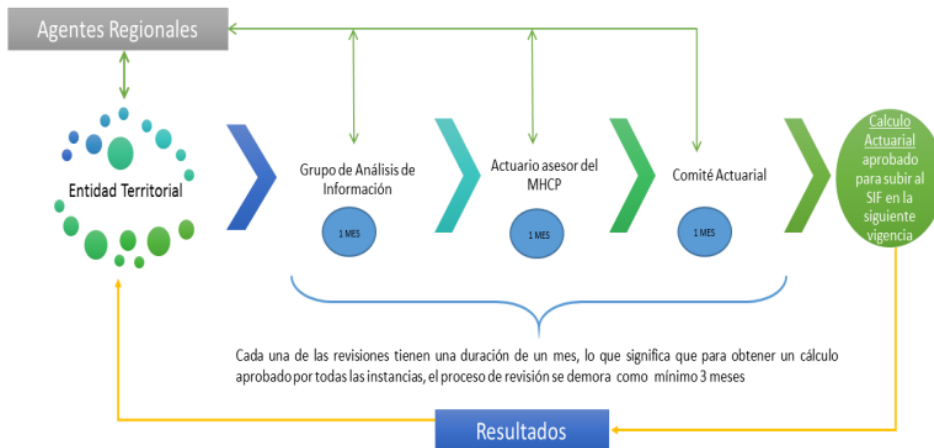 Agentes Regionales
Entidad Territorial
Grupo de Análisis de
Información
1 MES
Actuario asesor del
MHCP
1 MES
Comité Actuarial
1 MES
Calculo
Actuarial
aprobado
para subir al
SIF en la
siguiente
vigencia
Cada una de las revisiones tienen una duración de un mes, lo que significa que para obtener un cálculo
aprobado por todas las instancias, el proceso de revisión se demora como mínimo 3 meses
Resultados